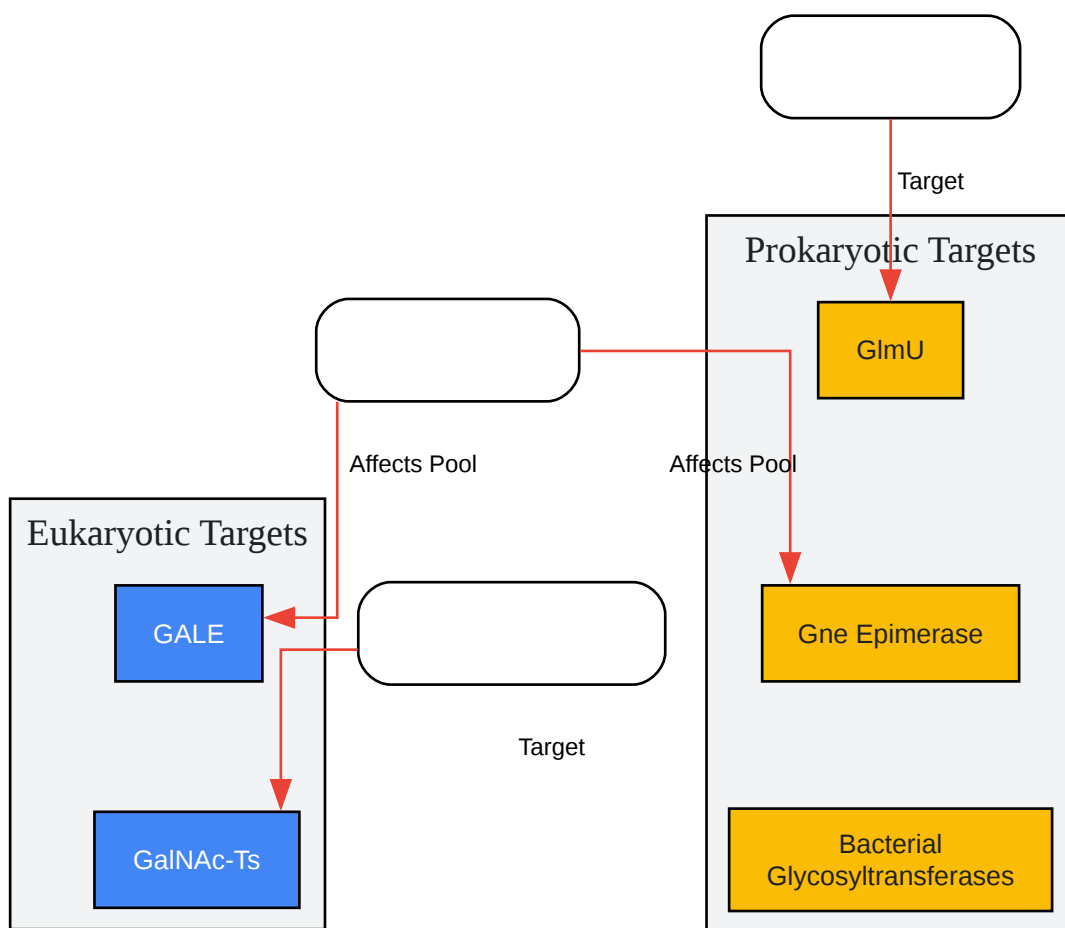 Target
Prokaryotic Targets
GlmU
Affects Pool
Affects Pool
Eukaryotic Targets
GALE
Gne Epimerase
Target
GalNAc-Ts
Bacterial
Glycosyltransferases